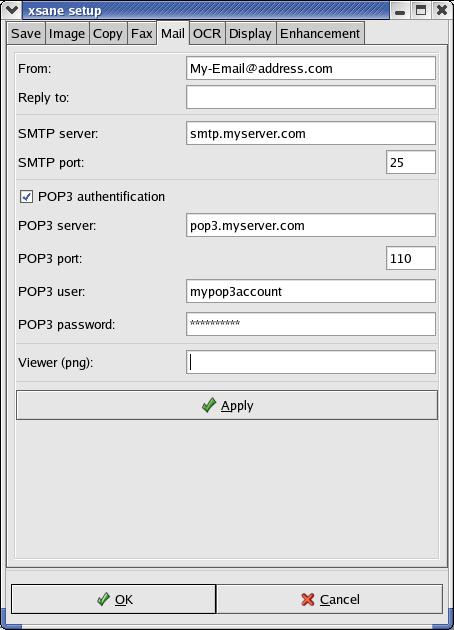 xsane setup
Save Image Copy Fax Mail OCR Display Enhancement
From: My-Email@address.com
Reply to:
SMTP server: smtp.myserver.com
SMTP port: 25
POP3 authentification
POP3 server: pop3.myserver.com
POP3 port: 110
POP3 user: mypop3account
POP3 password: **********
Viewer (png):
Apply
OK Cancel